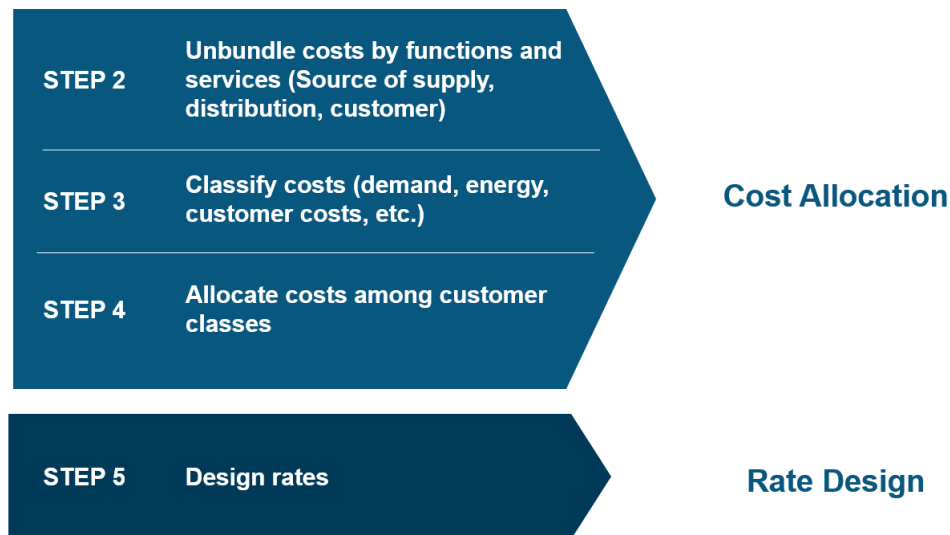 STEP 2
Unbundle costs by functions and
services (Source of supply,
distribution, customer)
STEP 3
Classify costs (demand, energy,
customer costs, etc.)
STEP 4
Allocate costs among customer
classes
Cost Allocation
STEP 5
Design rates
Rate Design